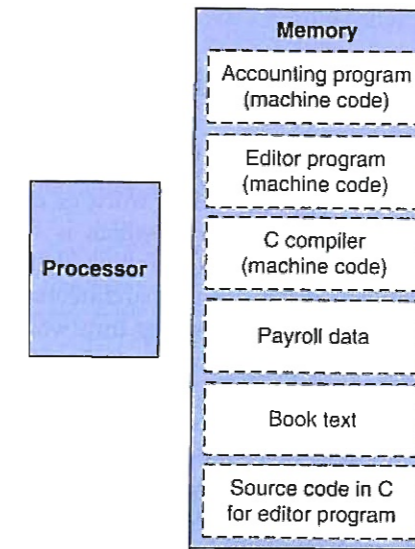 Memory
Accounting program
(machine code)
Editor program
(machine code)
C compiler
(machine code)
Processor
Payroll data
Book text
Source code in C
for editor program